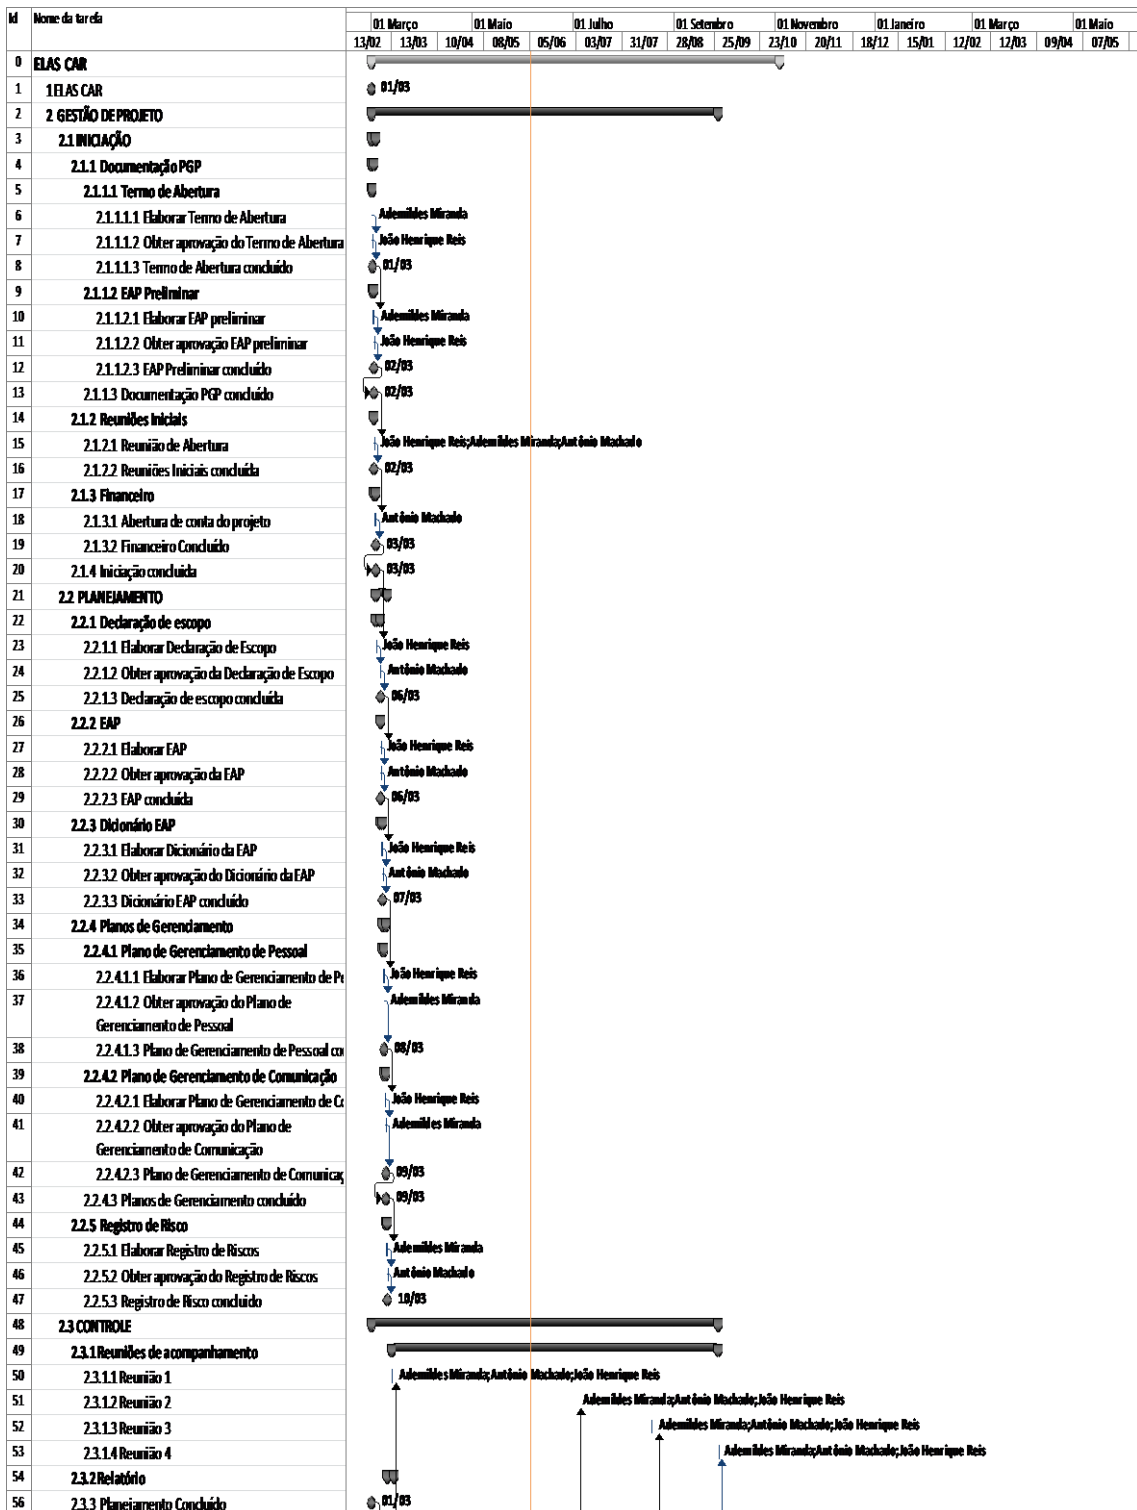 Id Nome da tarefa
01 Março 01 Maio 01 Julho 01 Setembro 01 Novembro 01 Janeiro 01 Março 01 Maio
13/02 13/03 10/04 08/05 05/06 03/07 31/07 28/08 25/09 23/10 20/11 18/12 15/01 12/02 12/03 09/04 07/05
0 ELAS CAR
1 1 ELAS CAR 01/03
2 2 GESTÃO DE PROJETO
3 2.1 INICIAÇÃO
4 2.1.1 Documentação PGP
5 2.1.1.1 Termo de Abertura
6 2.1.1.1.1 Elaborar Termo de Abertura Ademildes Miranda
7 2.1.1.1.2 Obter aprovação do Termo de Abertura João Henrique Reis
8 2.1.1.1.3 Termo de Abertura concluído 01/03
9 2.1.1.2 EAP Preliminar
10 2.1.1.2.1 Elaborar EAP preliminar Ademildes Miranda
11 2.1.1.2.2 Obter aprovação EAP preliminar João Henrique Reis
12 2.1.1.2.3 EAP Preliminar concluído 02/03
13 2.1.1.3 Documentação PGP concluído 02/03
14 2.1.2 Reuniões Iniciais
15 2.1.2.1 Reunião de Abertura João Henrique Reis;Ademildes Miranda;Antônio Machado
16 2.1.2.2 Reuniões Iniciais concluída 02/03
17 2.1.3 Financeiro
18 2.1.3.1 Abertura de conta do projeto Antônio Machado
19 2.1.3.2 Financeiro Concluído 03/03
20 2.1.4 Iniciação concluida 03/03
21 2.2 PLANEJAMENTO
22 2.2.1 Declaração de escopo
23 2.2.1.1 Elaborar Declaração de Escopo João Henrique Reis
24 2.2.1.2 Obter aprovação da Declaração de Escopo Antônio Machado
25 2.2.1.3 Declaração de escopo concluída 06/03
26 2.2.2 EAP
27 2.2.2.1 Elaborar EAP João Henrique Reis
28 2.2.2.2 Obter aprovação da EAP Antônio Machado
29 2.2.2.3 EAP concluída 06/03
30 2.2.3 Dicionário EAP
31 2.2.3.1 Elaborar Dicionário da EAP João Henrique Reis
32 2.2.3.2 Obter aprovação do Dicionário da EAP Antônio Machado
33 2.2.3.3 Dicionário EAP concluído 07/03
34 2.2.4 Planos de Gerenciamento
35 2.2.4.1 Plano de Gerenciamento de Pessoal
36 2.2.4.1.1 Elaborar Plano de Gerenciamento de Pe João Henrique Reis
37 2.2.4.1.2 Obter aprovação do Plano de Ademildes Miranda
Gerenciamento de Pessoal
38 2.2.4.1.3 Plano de Gerenciamento de Pessoal co 08/03
39 2.2.4.2 Plano de Gerenciamento de Comunicação
40 2.2.4.2.1 Elaborar Plano de Gerenciamento de Co João Henrique Reis
41 2.2.4.2.2 Obter aprovação do Plano de Ademildes Miranda
Gerenciamento de Comunicação
42 2.2.4.2.3 Plano de Gerenciamento de Comunicaç 09/03
43 2.2.4.3 Planos de Gerenciamento concluído 09/03
44 2.2.5 Registro de Risco
45 2.2.5.1 Elaborar Registro de Riscos Ademildes Miranda
46 2.2.5.2 Obter aprovação do Registro de Riscos Antônio Machado
47 2.2.5.3 Registro de Risco concluido 10/03
48 2.3 CONTROLE
49 2.3.1 Reuniões de acompanhamento
50 2.3.1.1 Reunião 1 Ademildes Miranda;Antônio Machado;João Henrique Reis
51 2.3.1.2 Reunião 2 Ademildes Miranda;Antônio Machado;João Henrique Reis
52 2.3.1.3 Reunião 3 Ademildes Miranda;Antônio Machado;João Henrique Reis
53 2.3.1.4 Reunião 4 Ademildes Miranda;Antônio Machado;João Henrique Reis
54 2.3.2 Relatório
56 2.3.3 Planejamento Concluído 01/03